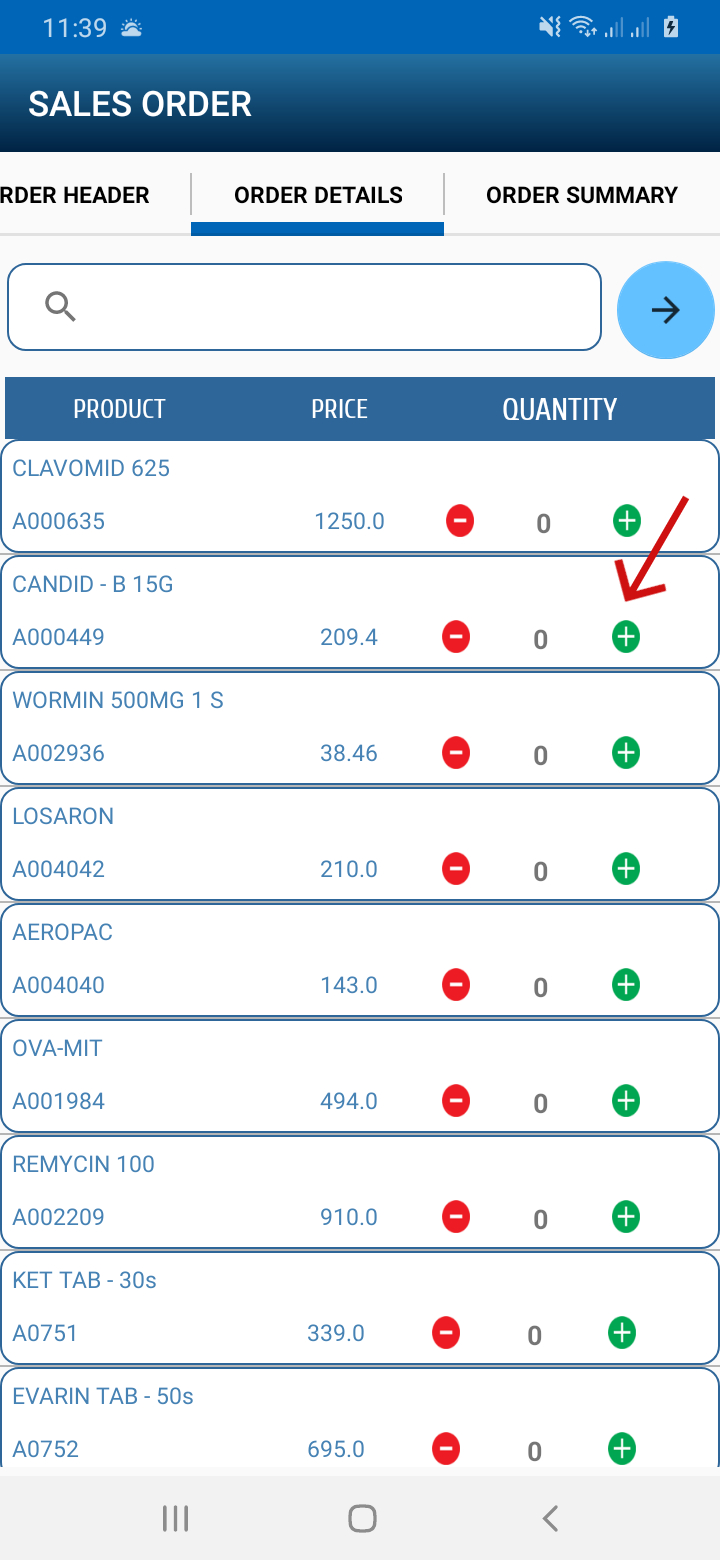 11:39
SALES ORDER
RDER HEADER ORDER DETAILS ORDER SUMMARY
PRODUCT PRICE QUANTITY
CLAVOMID 625
A000635 1250.0 0
CANDID - B 15G
A000449 209.4 0
WORMIN 500MG 1 S
A002936 38.46 0
LOSARON
A004042 210.0 0
AEROPAC
A004040 143.0 0
OVA-MIT
A001984 494.0 0
REMYCIN 100
A002209 910.0 0
KET TAB - 30s
A0751 339.0 0
EVARIN TAB - 50s
A0752 695.0 0